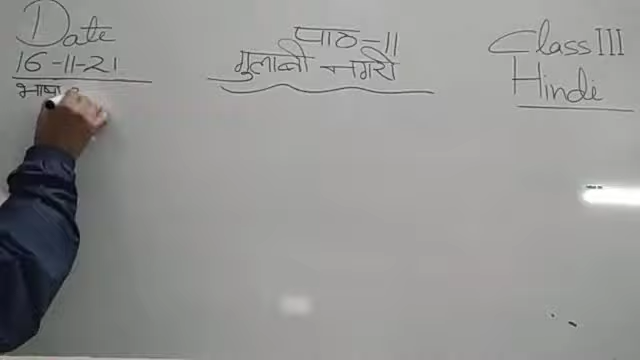 Date
16-11-21
पाठ-11
गुलाबी नगरी
Class III
Hindi
भाषा